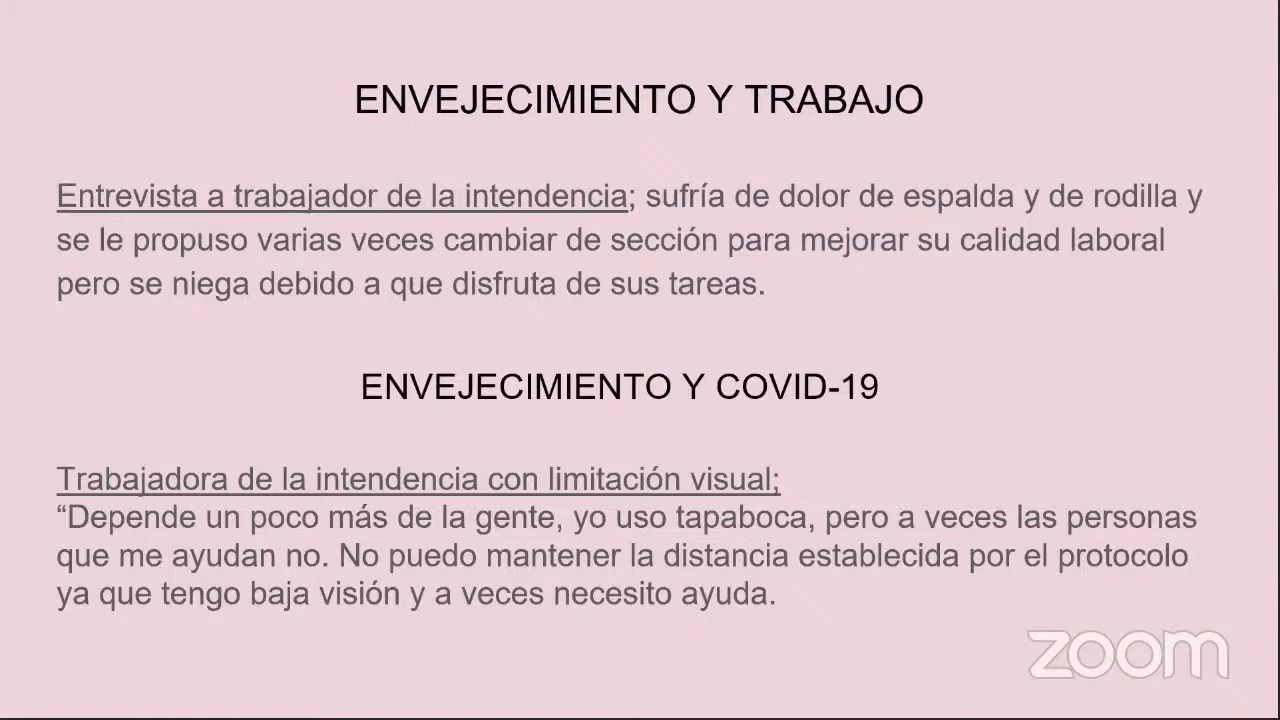 ENVEJECIMIENTO Y TRABAJO
Entrevista a trabajador de la intendencia; sufría de dolor de espalda y de rodilla y
se le propuso varias veces cambiar de sección para mejorar su calidad laboral
pero se niega debido a que disfruta de sus tareas.
ENVEJECIMIENTO Y COVID-19
Trabajadora de la intendencia con limitación visual;
“Depende un poco más de la gente, yo uso tapaboca, pero a veces las personas
que me ayudan no. No puedo mantener la distancia establecida por el protocolo
ya que tengo baja visión y a veces necesito ayuda.
zoom